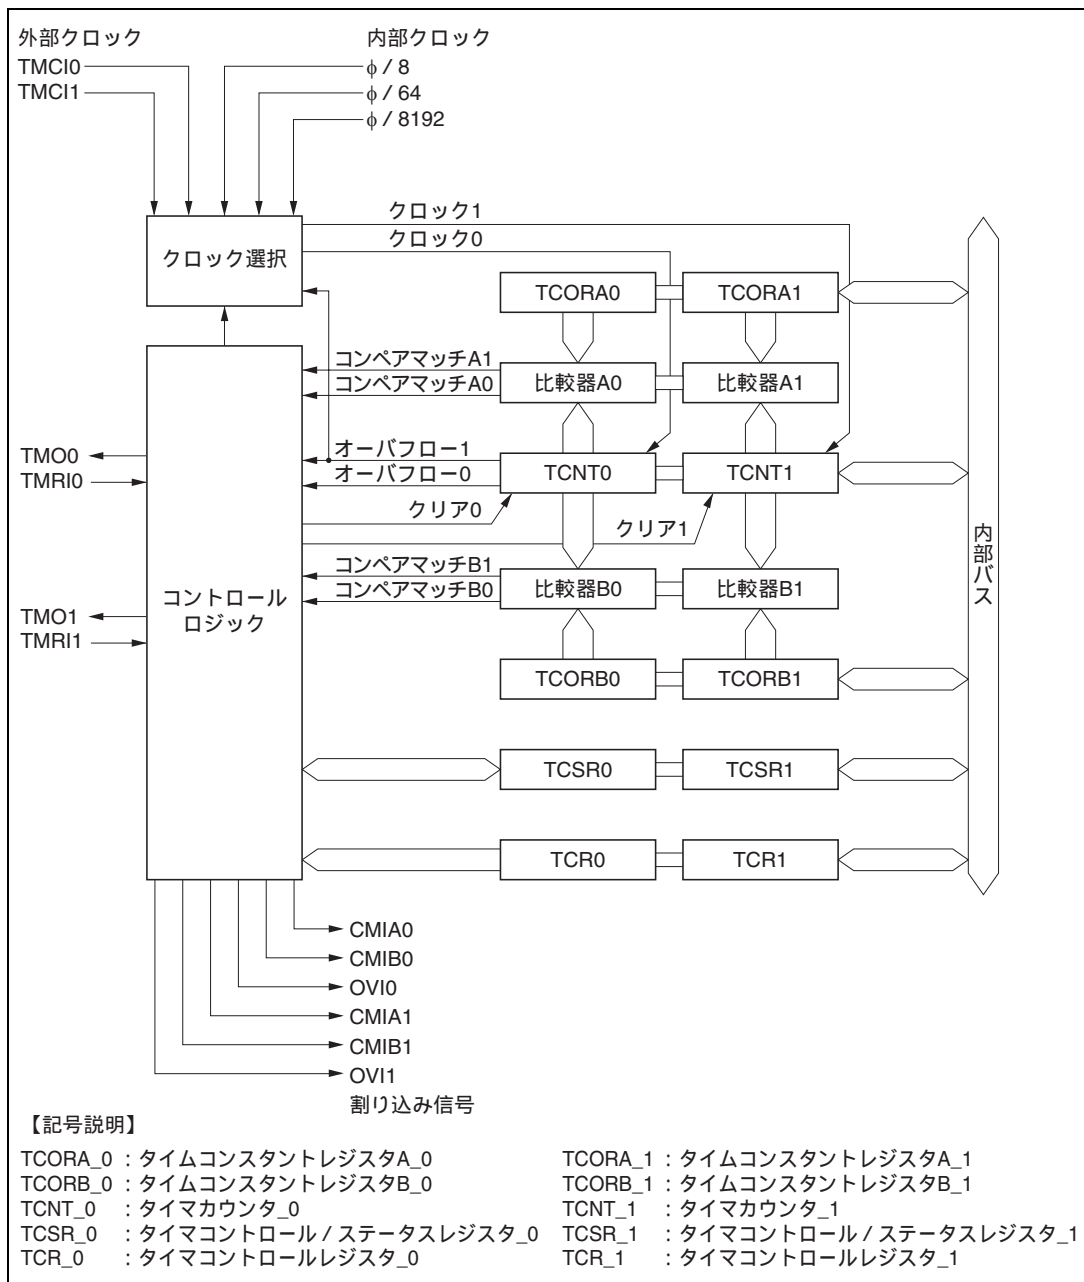 外部クロック
内部クロック
TMCI0
φ / 8
TMCI1
φ / 64
φ / 8192
クロック1
クロック0
クロック選択
TCORA0
TCORA1
コンペアマッチA1
コンペアマッチA0
比較器A0
比較器A1
オーバフロー1
オーバフロー0
TMO0
TMRI0
TCNT0
TCNT1
クリア0
クリア1
内部バス
コンペアマッチB1
コンペアマッチB0
比較器B0
比較器B1
コントロール
ロジック
TMO1
TMRI1
TCORB0
TCORB1
TCSR0
TCSR1
TCR0
TCR1
CMIA0
CMIB0
OVI0
CMIA1
CMIB1
OVI1
割り込み信号
【記号説明】
TCORA_0 : タイムコンスタントレジスタA_0
TCORB_0 : タイムコンスタントレジスタB_0
TCNT_0 : タイマカウンタ_0
TCSR_0 : タイマコントロール / ステータスレジスタ_0
TCR_0 : タイマコントロールレジスタ_0
TCORA_1 : タイムコンスタントレジスタA_1
TCORB_1 : タイムコンスタントレジスタB_1
TCNT_1 : タイマカウンタ_1
TCSR_1 : タイマコントロール / ステータスレジスタ_1
TCR_1 : タイマコントロールレジスタ_1